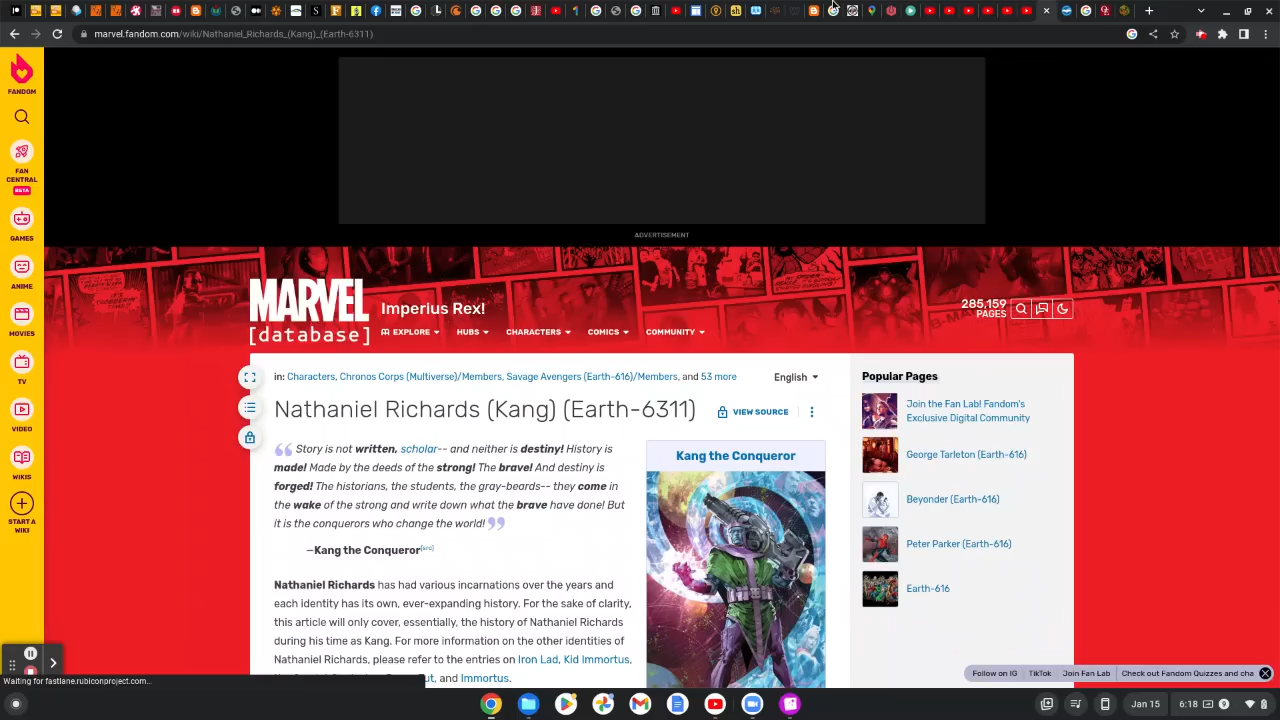 marvel.fandom.com/wiki/Nathaniel_Richards_(Kang)_(Earth-6311)
FANDOM
FAN CENTRAL
BETA
GAMES
ANIME
MOVIES
TV
VIDEO
WIKIS
START A WIKI
ADVERTISEMENT
MARVEL
[database]
Imperius Rex!
EXPLORE
HUBS
CHARACTERS
COMICS
COMMUNITY
285,159
PAGES
in: Characters, Chronos Corps (Multiverse)/Members, Savage Avengers (Earth-616)/Members, and 53 more
English
Nathaniel Richards (Kang) (Earth-6311)
VIEW SOURCE
Story is not written, scholar-- and neither is destiny! History is
made! Made by the deeds of the strong! The brave! And destiny is
forged! The historians, the students, the gray-beards-- they come in
the wake of the strong and write down what the brave have done! But
it is the conquerors who change the world!
—Kang the Conqueror[src]
Nathaniel Richards has had various incarnations over the years and
each identity has its own, ever-expanding history. For the sake of clarity,
this article will only cover, essentially, the history of Nathaniel Richards
during his time as Kang. For more information on the other identities of
Nathaniel Richards, please refer to the entries on Iron Lad, Kid Immortus,
and Immortus.
Kang the Conqueror
Popular Pages
Join the Fan Lab! Fandom's
Exclusive Digital Community
George Tarleton (Earth-616)
Beyonder (Earth-616)
Peter Parker (Earth-616)
Earth-616
Follow on IG
TikTok
Join Fan Lab
Check out Fandom Quizzes and cha
Waiting for fastlane.rubiconproject.com...
Jan 15
6:18